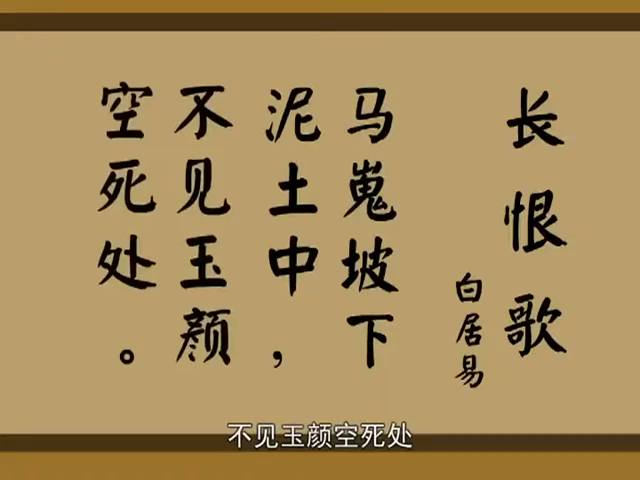 长恨歌
白居易
马嵬坡下
泥土中，
不见玉颜
空死处。
不见玉颜空死处